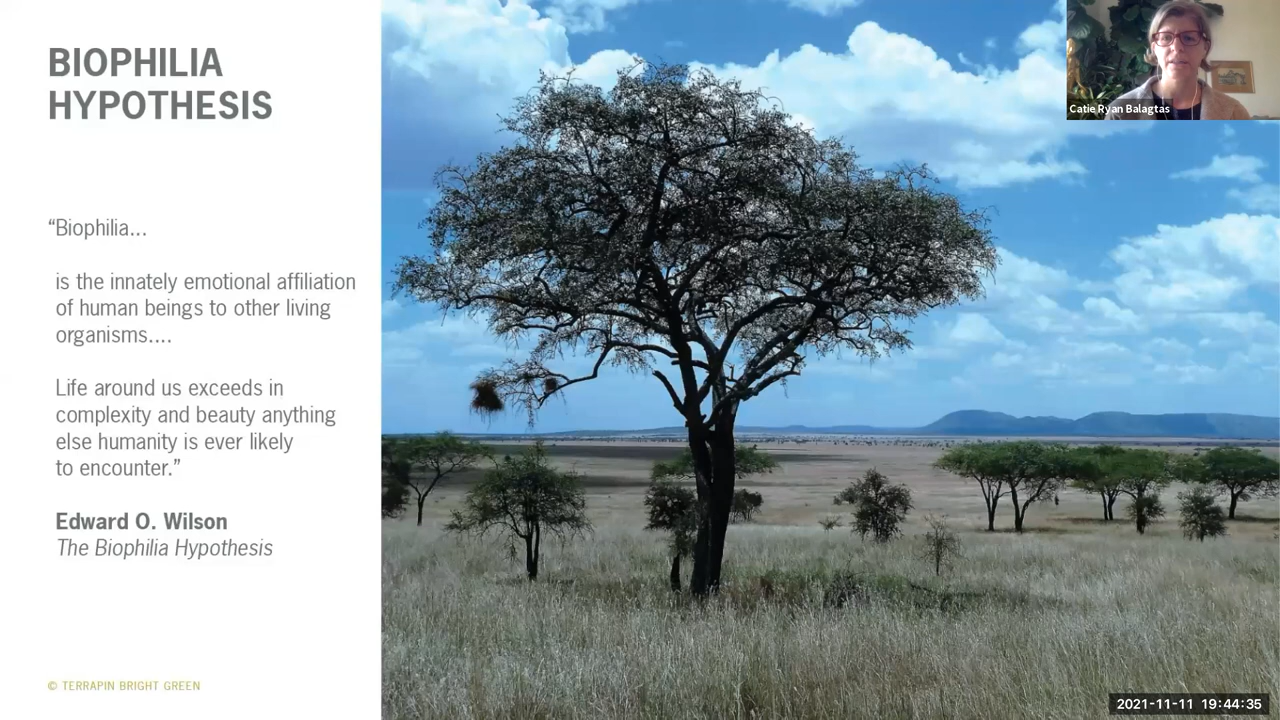 BIOPHILIA
HYPOTHESIS
“Biophilia...
is the innately emotional affiliation
of human beings to other living
organisms....
Life around us exceeds in
complexity and beauty anything
else humanity is ever likely
to encounter.”
Edward O. Wilson
The Biophilia Hypothesis
© TERRAPIN BRIGHT GREEN
Catie Ryan Balagtas
2021-11-11 19:44:35